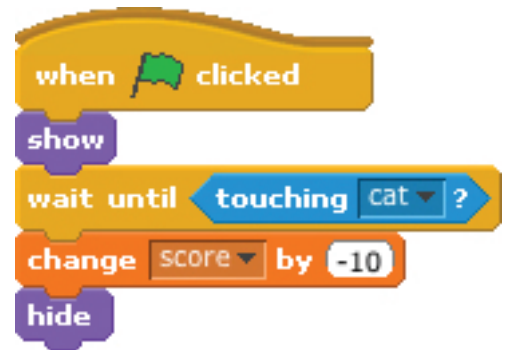 when clicked
show
wait until touching cat ?
change score by -10
hide